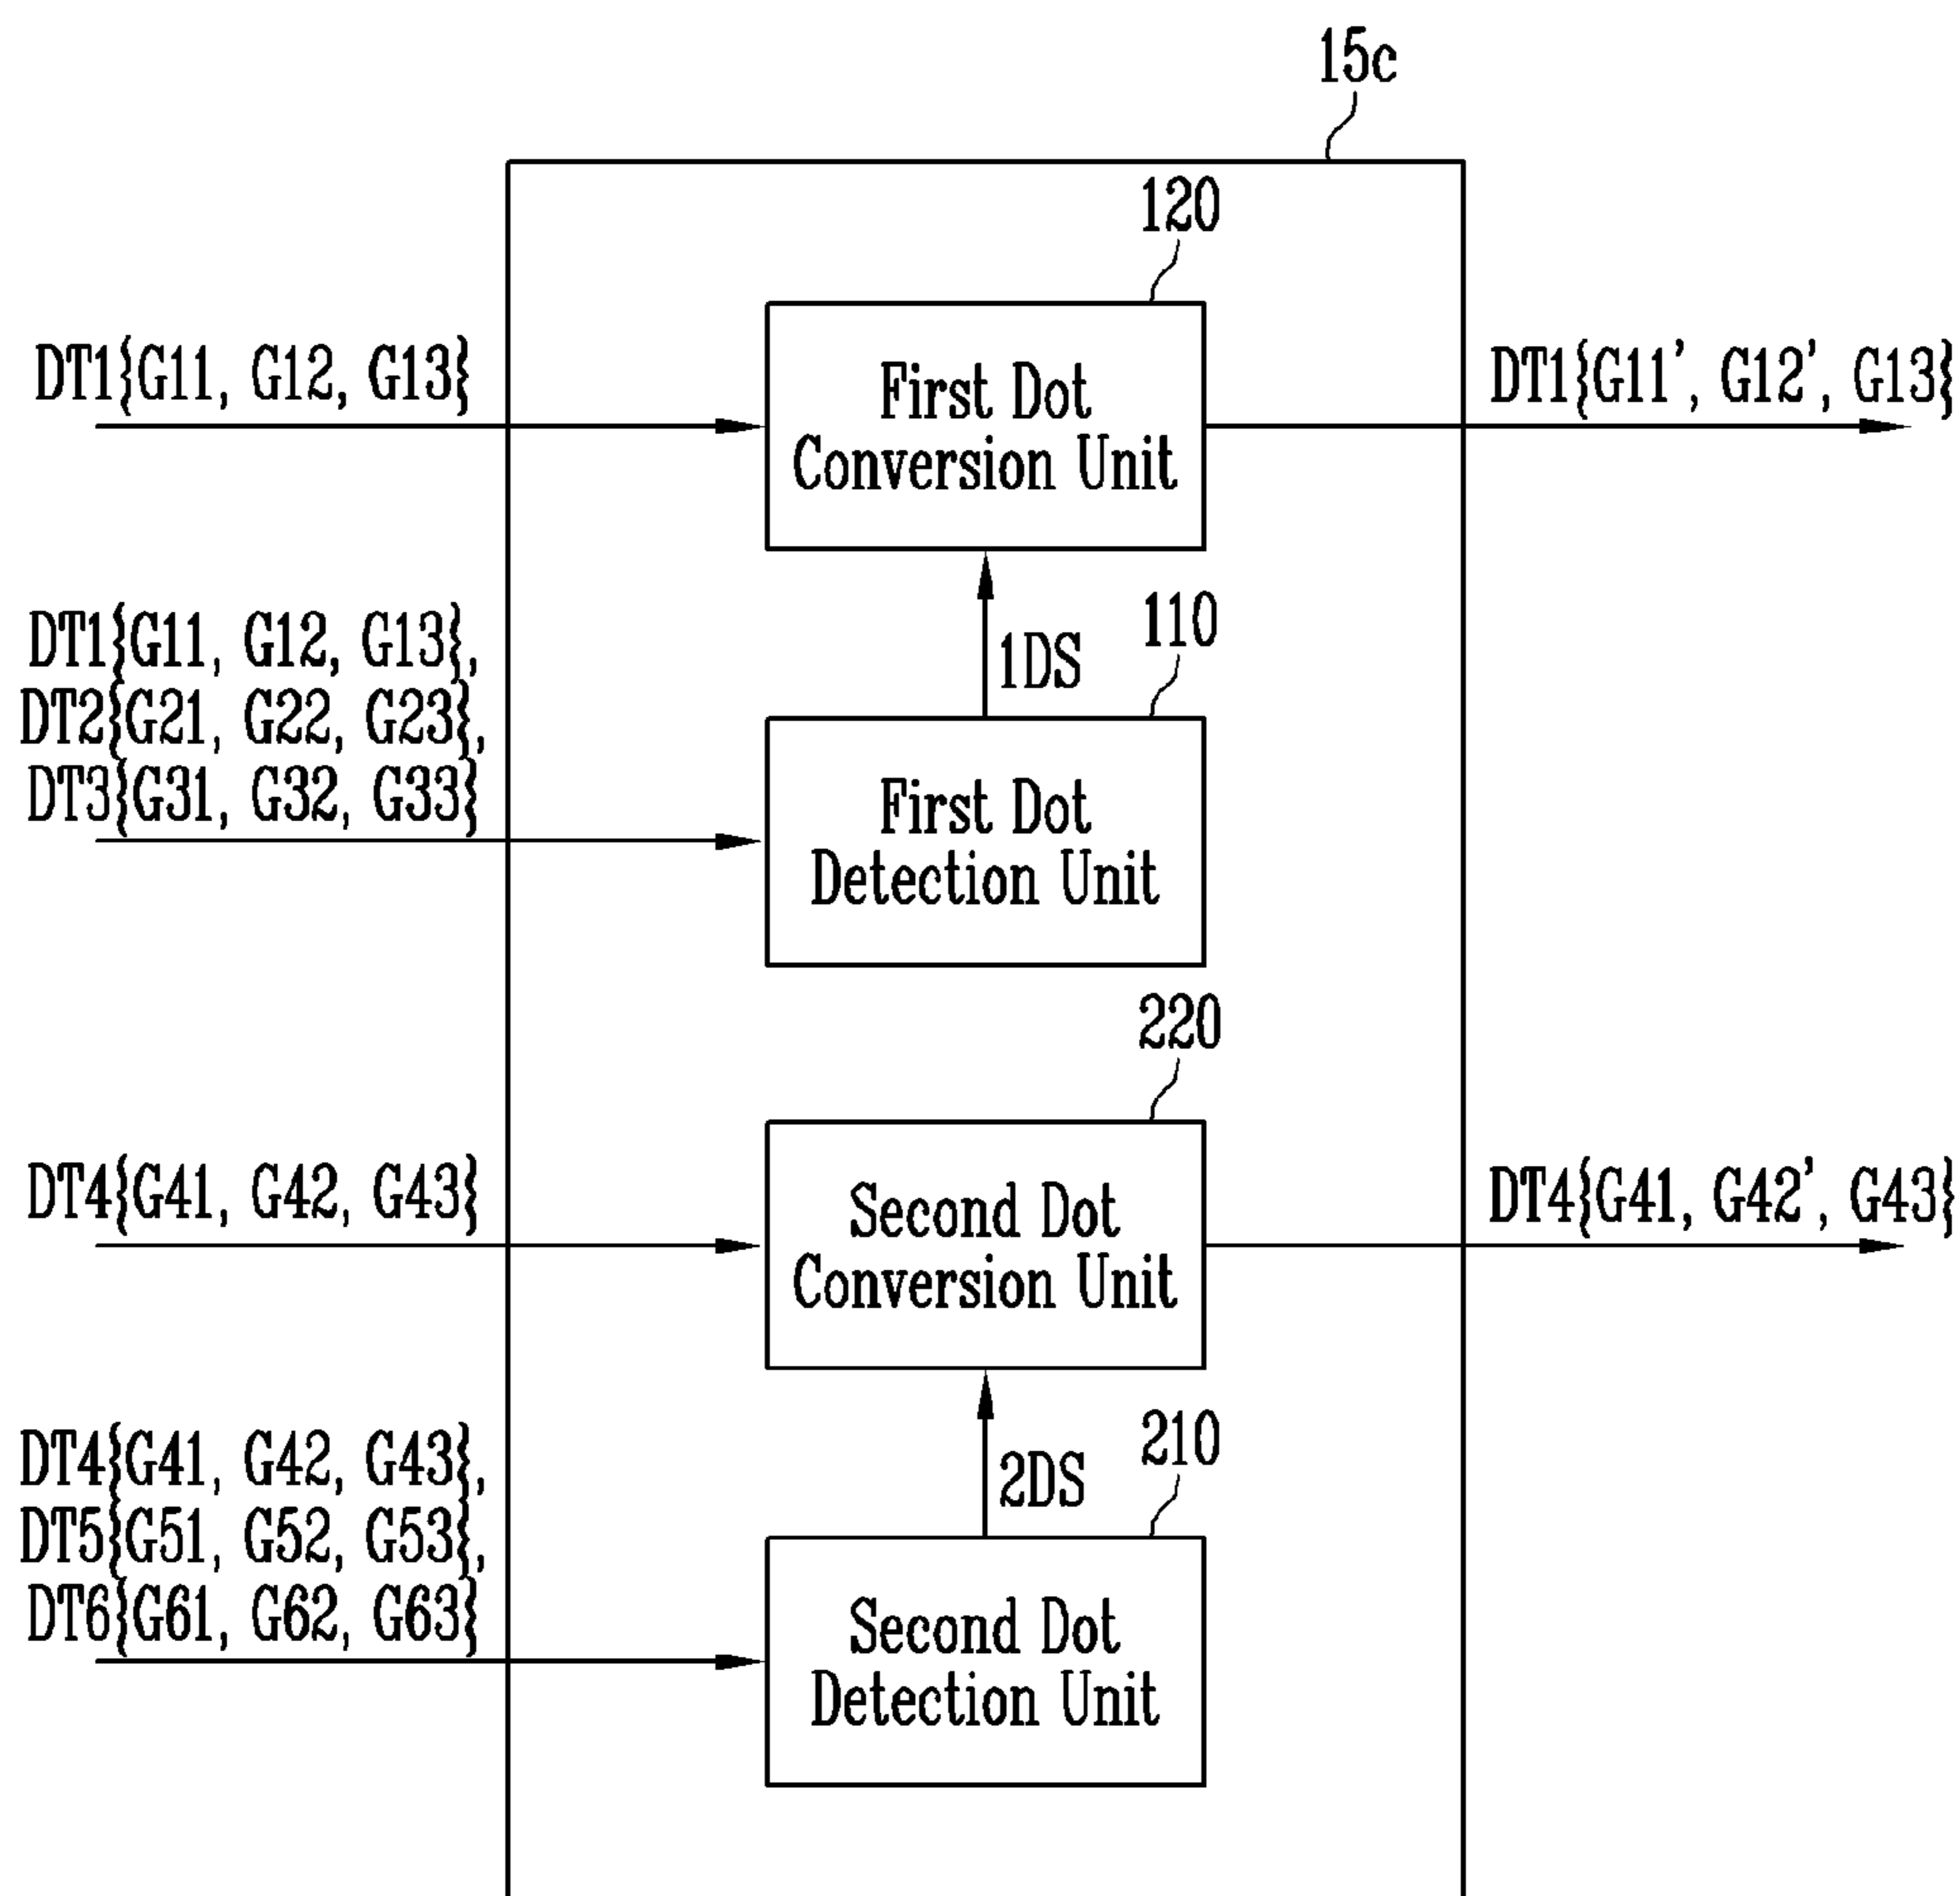 15c
120
DT1{G11, G12, G13}
First Dot
Conversion Unit
DT1{G11', G12', G13}
1DS
110
DT1{G11, G12, G13},
DT2{G21, G22, G23},
DT3{G31, G32, G33}
First Dot
Detection Unit
220
DT4{G41, G42, G43}
Second Dot
Conversion Unit
DT4{G41, G42', G43}
2DS
210
DT4{G41, G42, G43},
DT5{G51, G52, G53},
DT6{G61, G62, G63}
Second Dot
Detection Unit